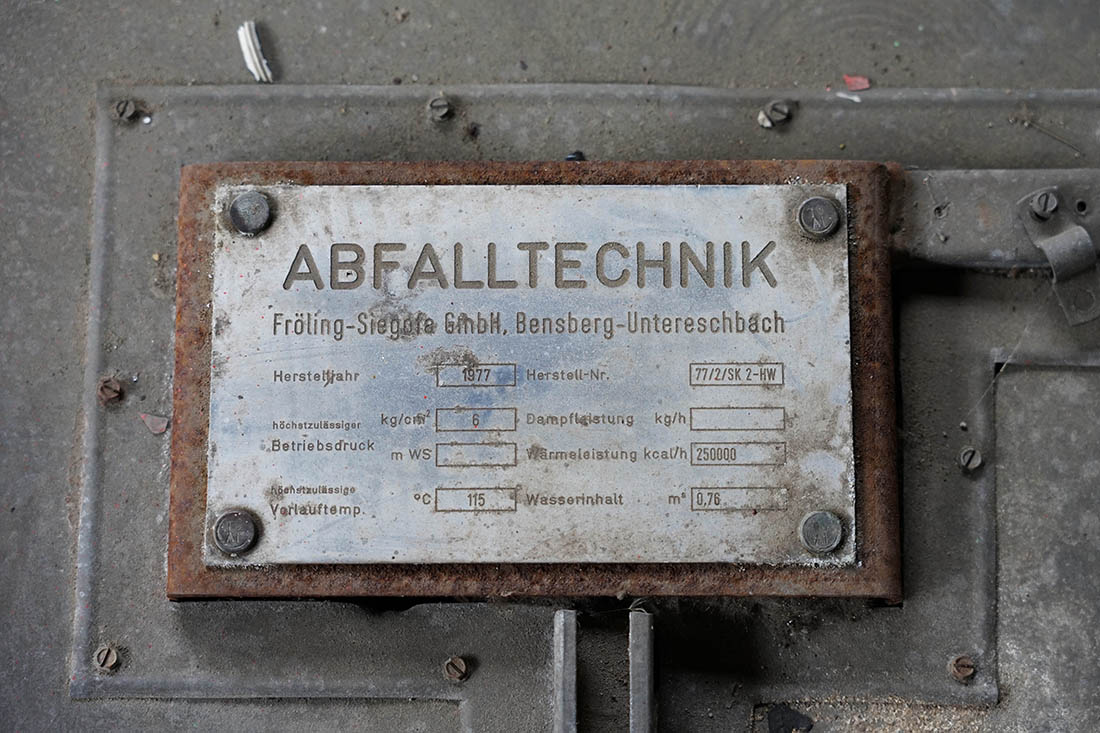 ABFALLTECHNIK
Fröling-Siegofa GmbH, Bensberg-Untereschbach
Herstelljahr 1977 Herstell-Nr. 77/2/SK 2-HW
höchstzulässiger Betriebsdruck kg/cm² 6 Dampfleistung kg/h
m WS Wärmeleistung kcal/h 250000
höchstzulässige Vorlauftemp. °C 115 Wasserinhalt m³ 0,76